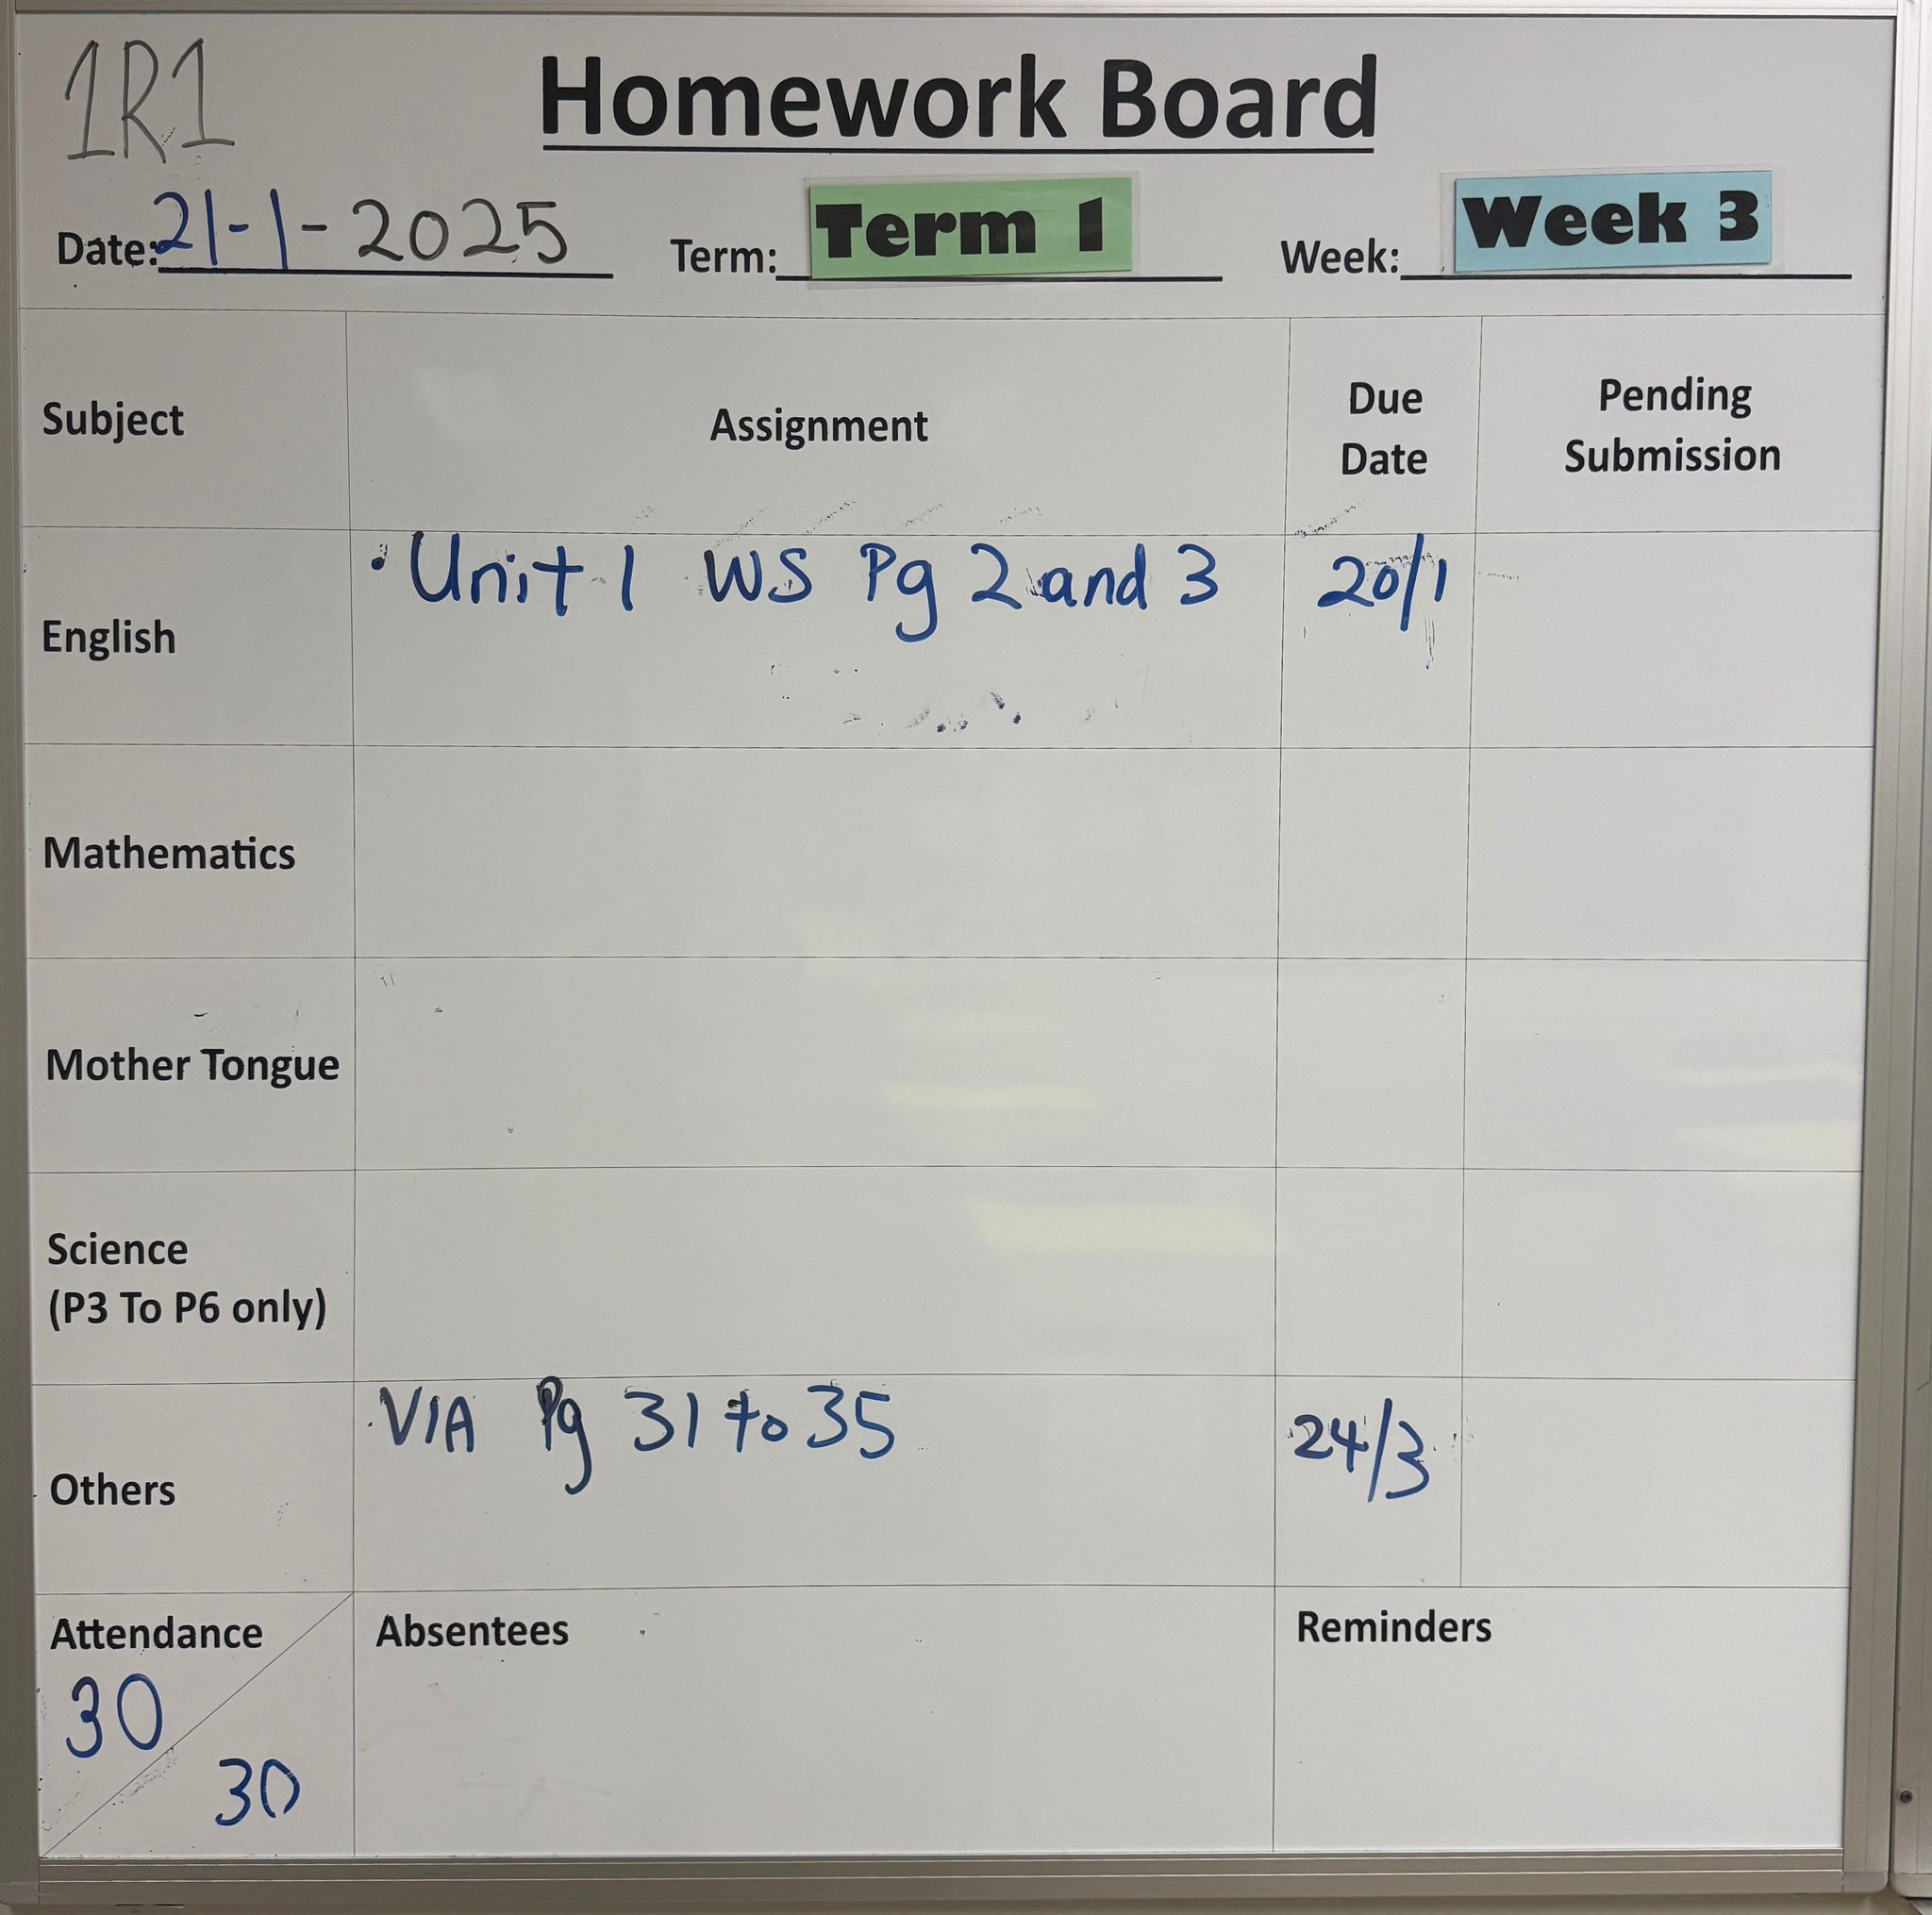 1R1
Homework Board
Date: 21-1-2025 Term: Term 1 Week: Week 3
Subject Assignment Due Date Pending Submission
English · Unit 1 WS Pg 2 and 3 20/1
Mathematics
Mother Tongue
Science
(P3 To P6 only)
Others · VIA Pg 31 to 35 24/3
Attendance Absentees Reminders
30
30